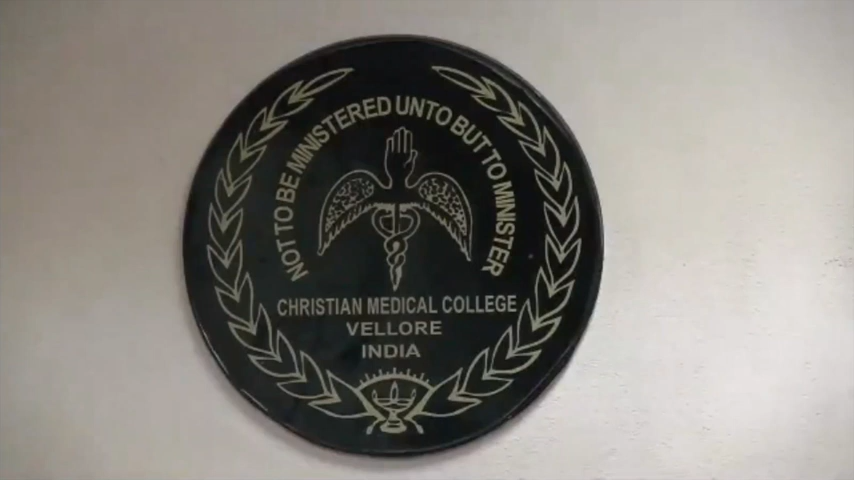 NOT TO BE MINISTERED UNTO BUT TO MINISTER
CHRISTIAN MEDICAL COLLEGE
VELLORE
INDIA